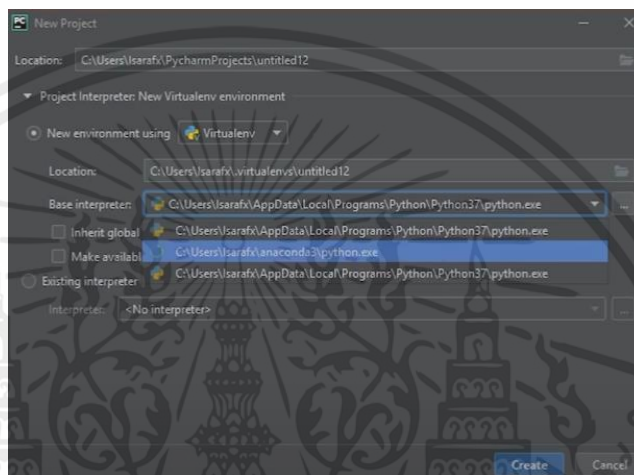 PC New Project
Location: C:\Users\Isarafx\PycharmProjects\untitled12
Project Interpreter: New Virtualenv environment
New environment using Virtualenv
Location: C:\Users\Isarafx\.virtualenvs\untitled12
Base interpreter: C:\Users\Isarafx\AppData\Local\Programs\Python\Python37\python.exe ...
Inherit global C:\Users\Isarafx\AppData\Local\Programs\Python\Python37\python.exe
Make availabl C:\Users\Isarafx\anaconda3\python.exe
Existing interpreter C:\Users\Isarafx\AppData\Local\Programs\Python\Python37\python.exe
Interpreter: <No interpreter> ...
Create Cancel